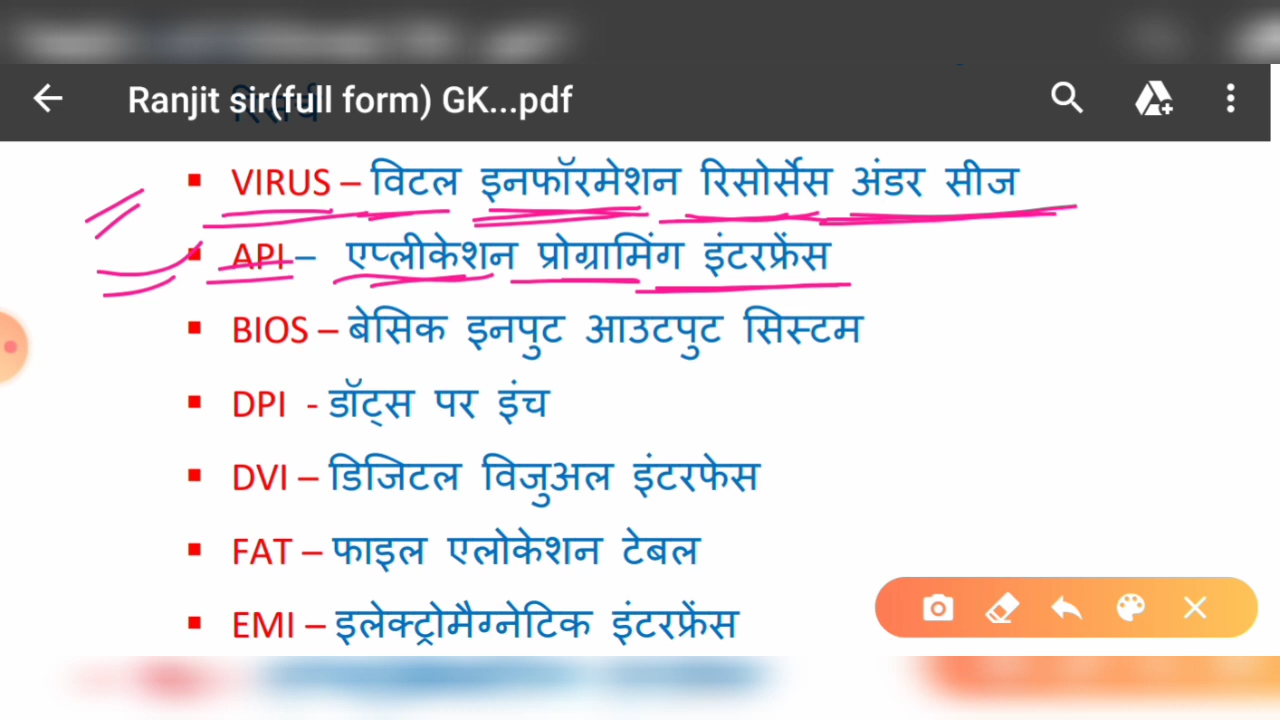 Ranjit sir(full form) GK...pdf
▪ VIRUS – विटल इनफॉरमेशन रिसोर्सेस अंडर सीज
▪ API – एप्लीकेशन प्रोग्रामिंग इंटरफ्रेंस
▪ BIOS – बेसिक इनपुट आउटपुट सिस्टम
▪ DPI - डॉट्स पर इंच
▪ DVI – डिजिटल विजुअल इंटरफेस
▪ FAT – फाइल एलोकेशन टेबल
▪ EMI – इलेक्ट्रोमैग्नेटिक इंटरफ्रेंस